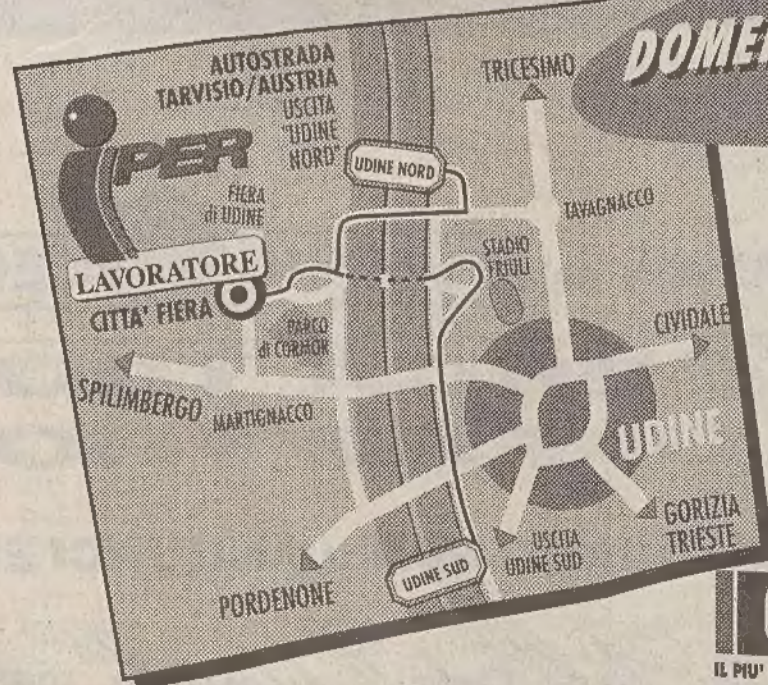 DOME
AUTOSTRADA
TARVISIO/AUSTRIA
USCITA
"UDINE
NORD"
TRICESIMO
iPER
UDINE NORD
FIERA
di UDINE
TAVAGNACCO
STADIO
FRIULI
LAVORATORE
CITTA' FIERA
PARCO
di CORMOR
CIVIDALE
SPILIMBERGO
MARTIGNACCO
UDINE
GORIZIA
TRIESTE
USCITA
UDINE SUD
UDINE SUD
PORDENONE
IL PIU'